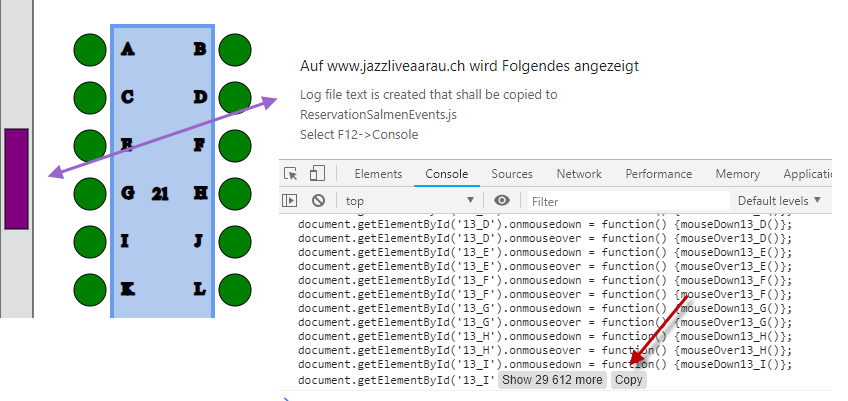 A B
C D
E F
G 21 H
I J
K L
Auf www.jazzliveaarau.ch wird Folgendes angezeigt
Log file text is created that shall be copied to
ReservationSalmenEvents.js
Select F12->Console
Elements Console Sources Network Performance Memory Applicatio
top Filter Default levels
document.getElementById('13_D').onmousedown = function() {mouseDown13_D()};
document.getElementById('13_D').onmouseover = function() {mouseOver13_D()};
document.getElementById('13_E').onmousedown = function() {mouseDown13_E()};
document.getElementById('13_E').onmouseover = function() {mouseOver13_E()};
document.getElementById('13_F').onmousedown = function() {mouseDown13_F()};
document.getElementById('13_F').onmouseover = function() {mouseOver13_F()};
document.getElementById('13_G').onmousedown = function() {mouseDown13_G()};
document.getElementById('13_G').onmouseover = function() {mouseOver13_G()};
document.getElementById('13_H').onmousedown = function() {mouseDown13_H()};
document.getElementById('13_H').onmouseover = function() {mouseOver13_H()};
document.getElementById('13_I').onmousedown = function() {mouseDown13_I()};
document.getElementById('13_I' Show 29 612 more Copy